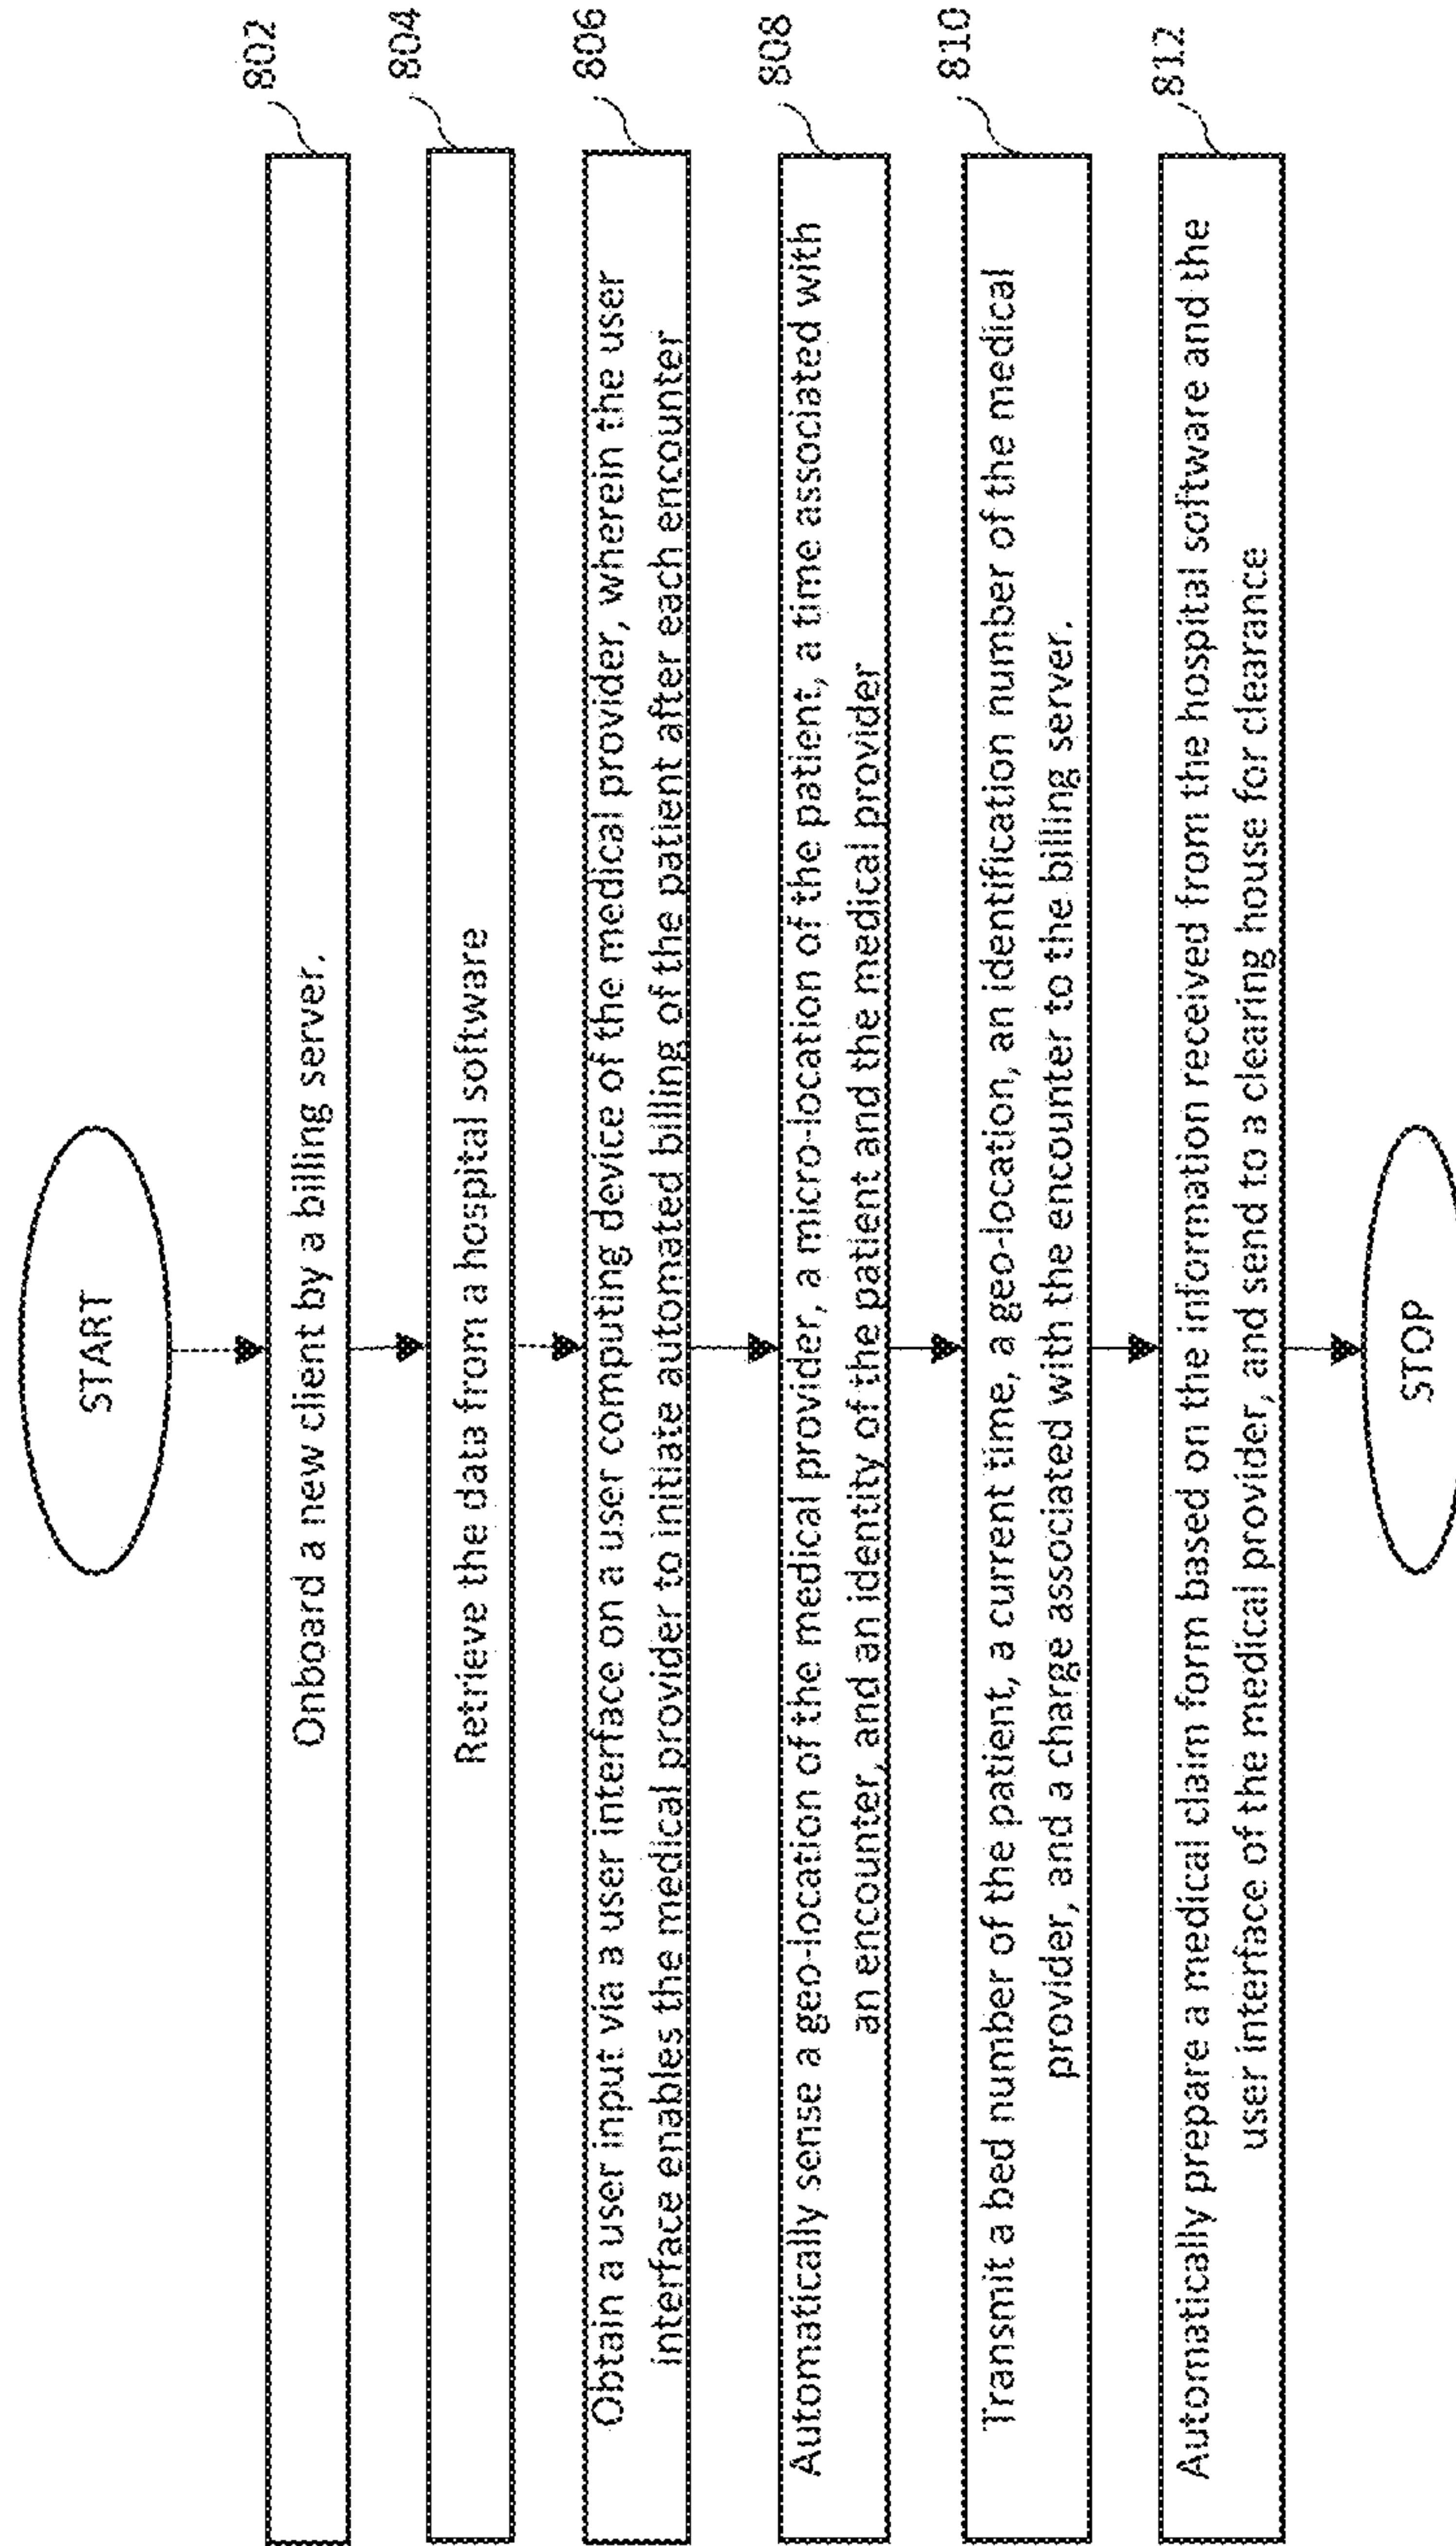 START
802
Onboard a new client by a billing server.
804
Retrieve the data from a hospital software
806
Obtain a user input via a user interface on a user computing device of the medical provider, wherein the user
interface enables the medical provider to initiate automated billing of the patient after each encounter
808
Automatically sense a geo-location of the medical provider, a micro-location of the patient, a time associated with
an encounter, and an identity of the patient and the medical provider
810
Transmit a bed number of the patient, a current time, a geo-location, an identification number of the medical
provider, and a charge associated with the encounter to the billing server.
812
Automatically prepare a medical claim form based on the information received from the hospital software and the
user interface of the medical provider, and send to a clearing house for clearance
STOP